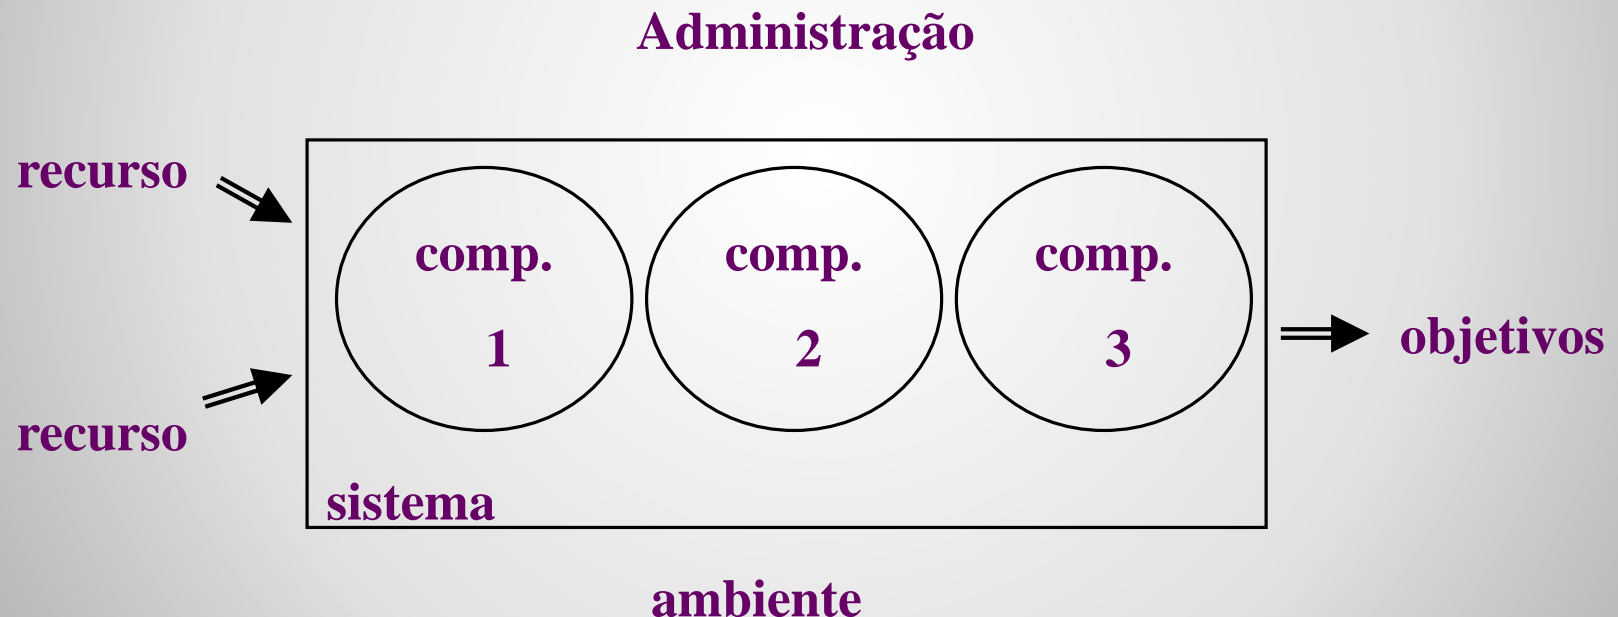 Administração
recurso
comp.
1
comp.
2
comp.
3
objetivos
recurso
sistema
ambiente